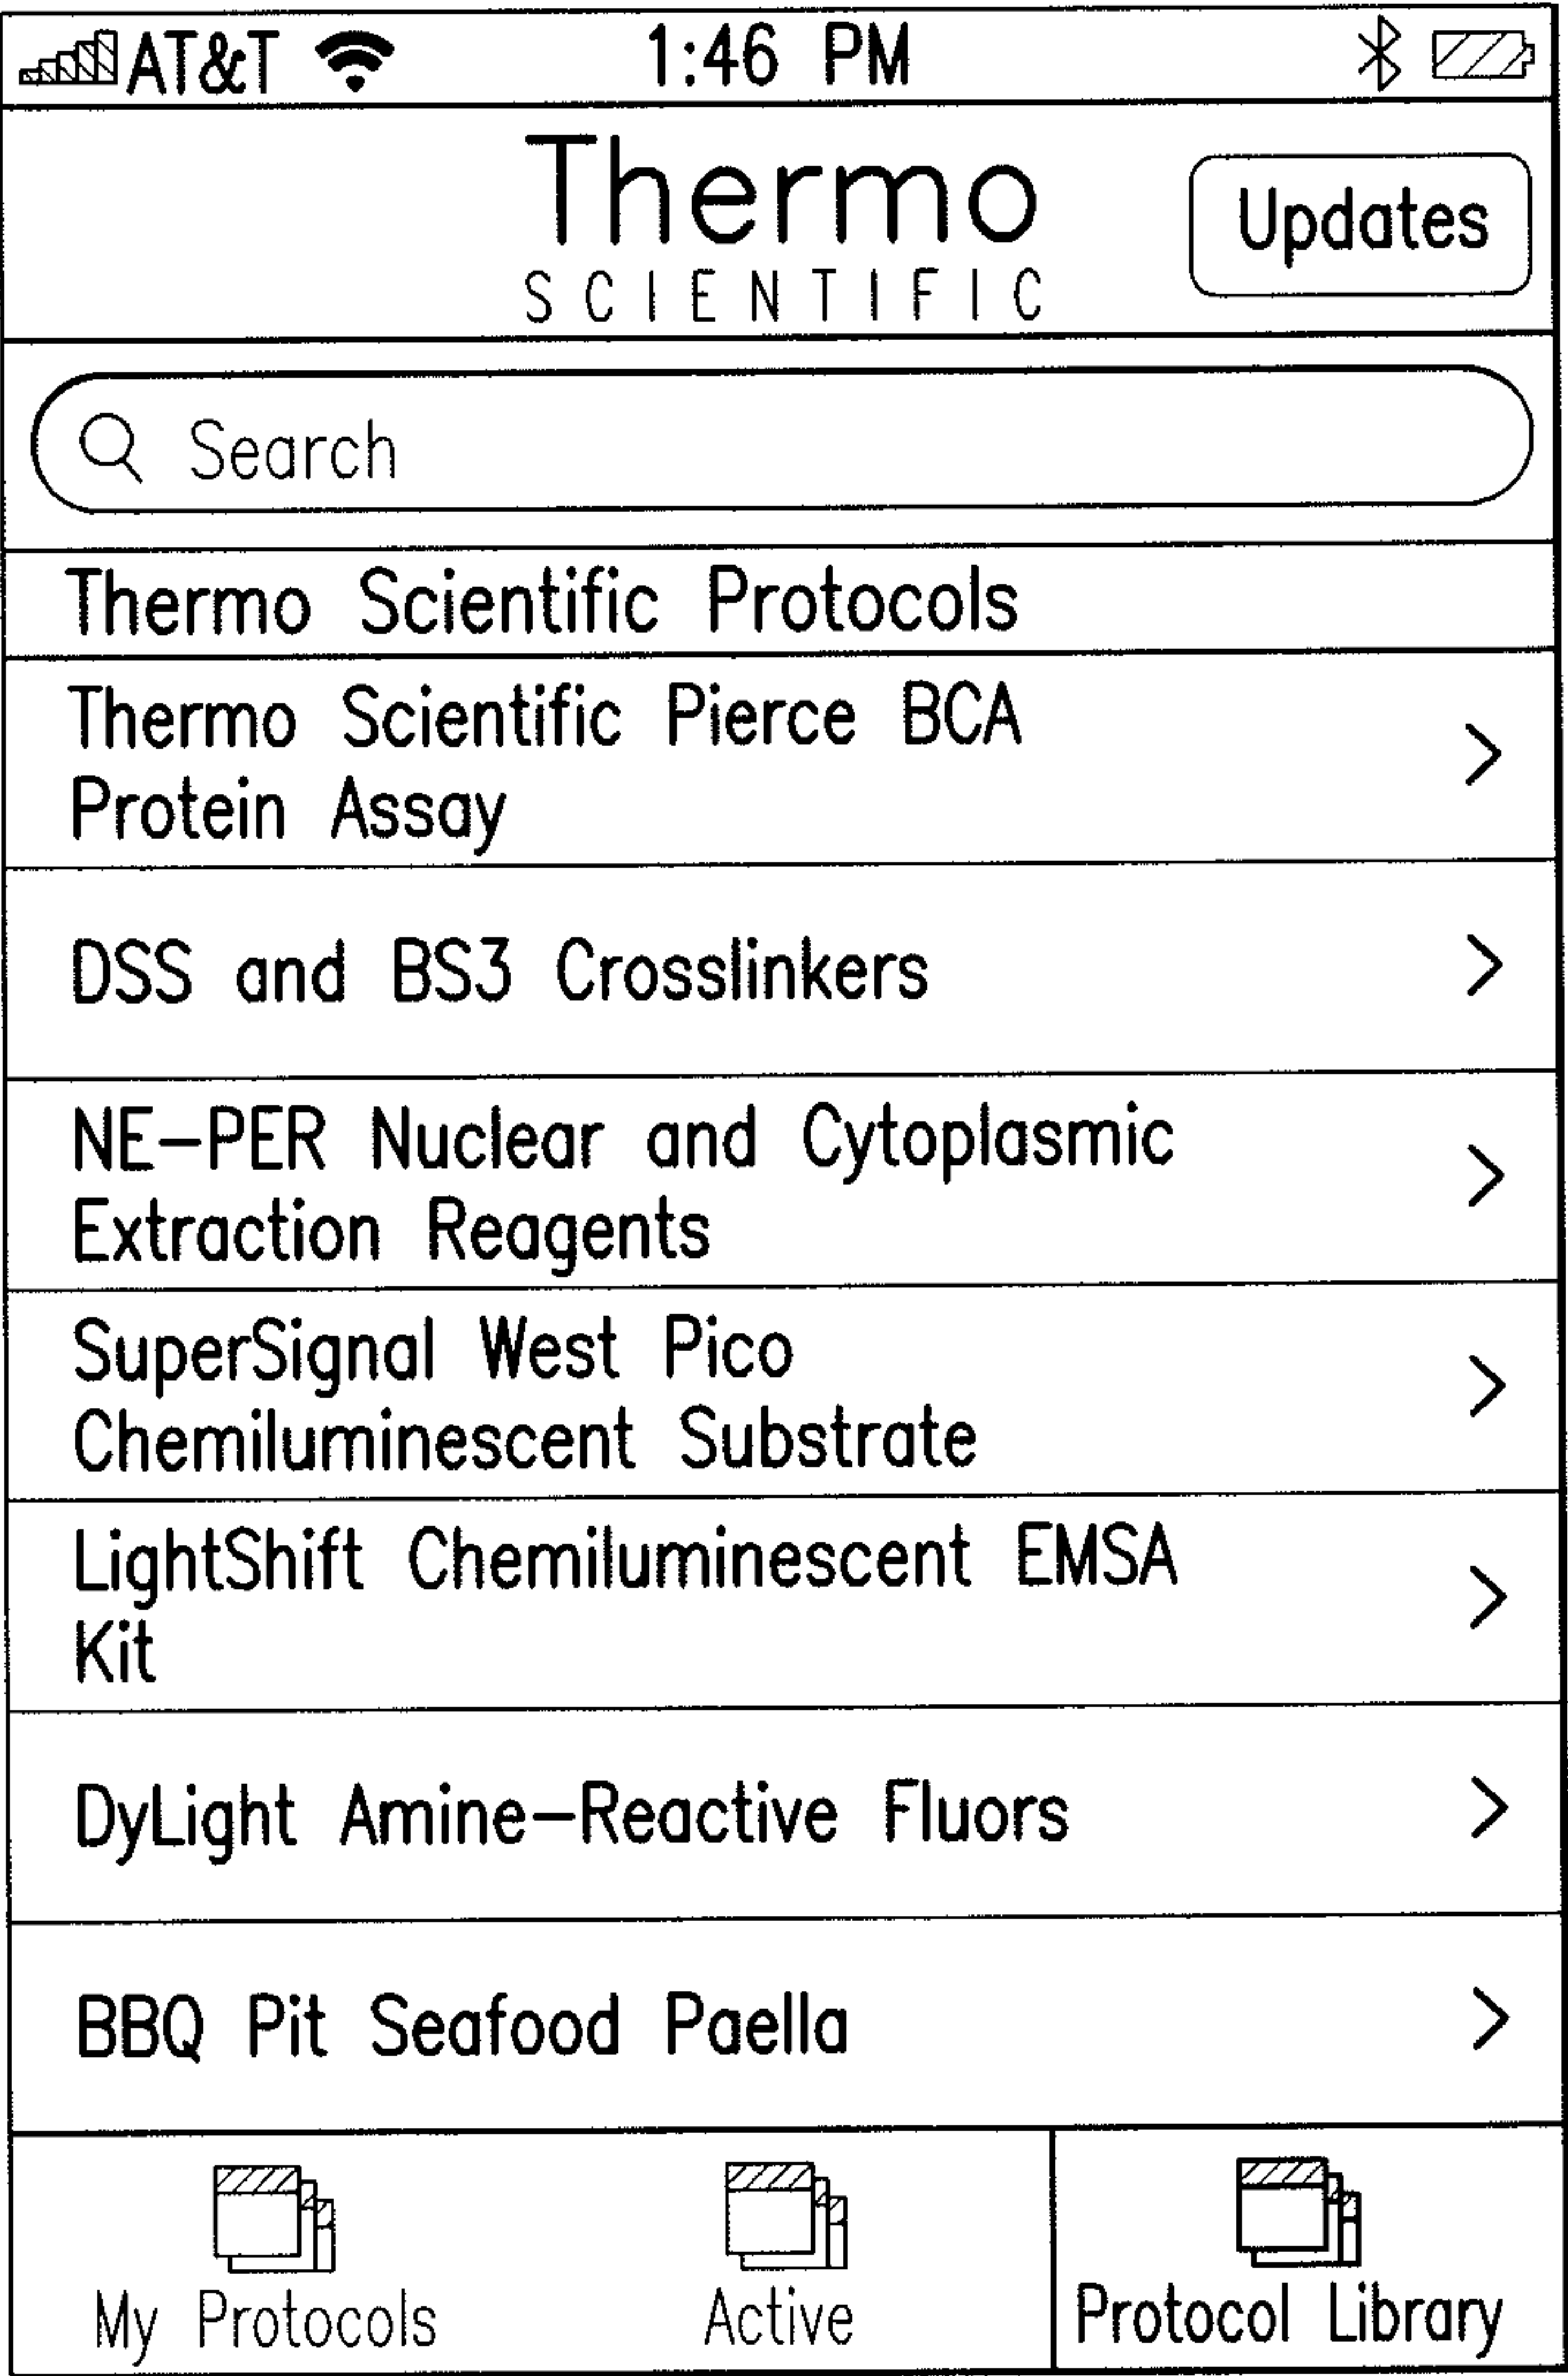 AT&T 1:46 PM
Thermo
SCIENTIFIC
Updates
Search
Thermo Scientific Protocols
Thermo Scientific Pierce BCA
Protein Assay
DSS and BS3 Crosslinkers
NE-PER Nuclear and Cytoplasmic
Extraction Reagents
SuperSignal West Pico
Chemiluminescent Substrate
LightShift Chemiluminescent EMSA
Kit
DyLight Amine-Reactive Fluors
BBQ Pit Seafood Paella
My Protocols Active Protocol Library